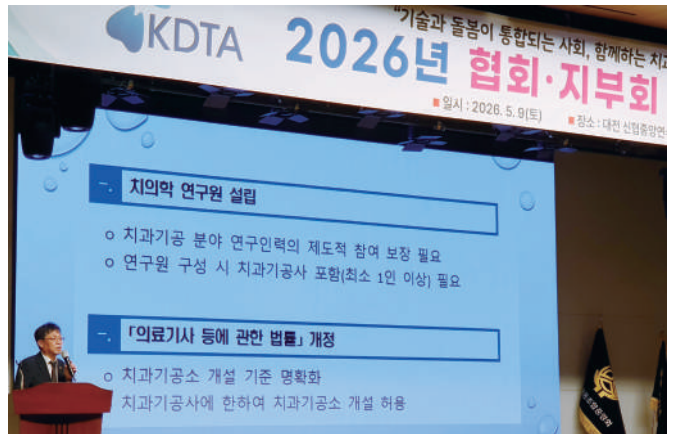 KDTA
"기술과 돌봄이 통합되는 사회, 함께하는 치과
2026년 협회·지부회
■ 일시 : 2026. 5. 9(토) ■ 장소 : 대전 신협중앙연
치의학 연구원 설립
○ 치과기공 분야 연구인력의 제도적 참여 보장 필요
○ 연구원 구성 시 치과기공사 포함(최소 1인 이상) 필요
「의료기사 등에 관한 법률」 개정
○ 치과기공소 개설 기준 명확화
치과기공사에 한하여 치과기공소 개설 허용